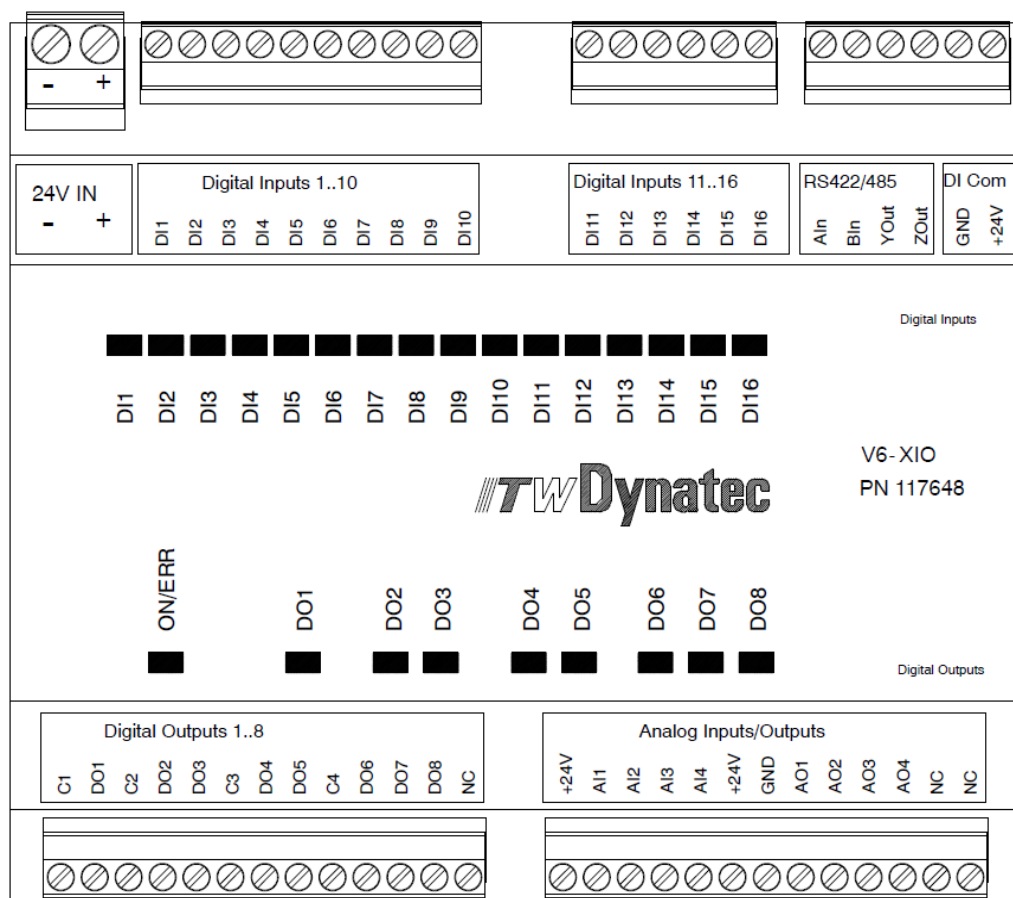 - +
24V IN
- +
Digital Inputs 1..10
DI1 DI2 DI3 DI4 DI5 DI6 DI7 DI8 DI9 DI10
Digital Inputs 11..16
DI11 DI12 DI13 DI14 DI15 DI16
RS422/485
AIn BIn YOut ZOut
DI Com
GND +24V
Digital Inputs
DI1 DI2 DI3 DI4 DI5 DI6 DI7 DI8 DI9 DI10 DI11 DI12 DI13 DI14 DI15 DI16
V6-XIO
PN 117648
ITW Dynatec
ON/ERR DO1 DO2 DO3 DO4 DO5 DO6 DO7 DO8
Digital Outputs
Digital Outputs 1..8
C1 DO1 C2 DO2 DO3 C3 DO4 DO5 C4 DO6 DO7 DO8 NC
Analog Inputs/Outputs
+24V AI1 AI2 AI3 AI4 +24V GND AO1 AO2 AO3 AO4 NC NC